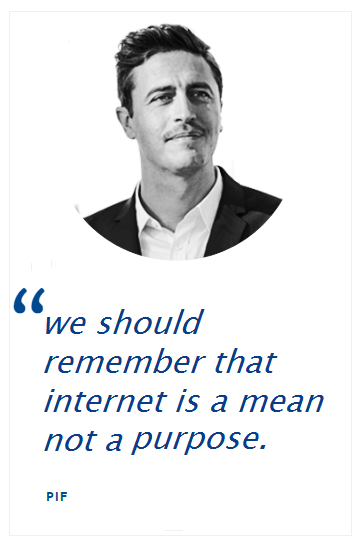 “we should
remember that
internet is a mean
not a purpose.
PIF